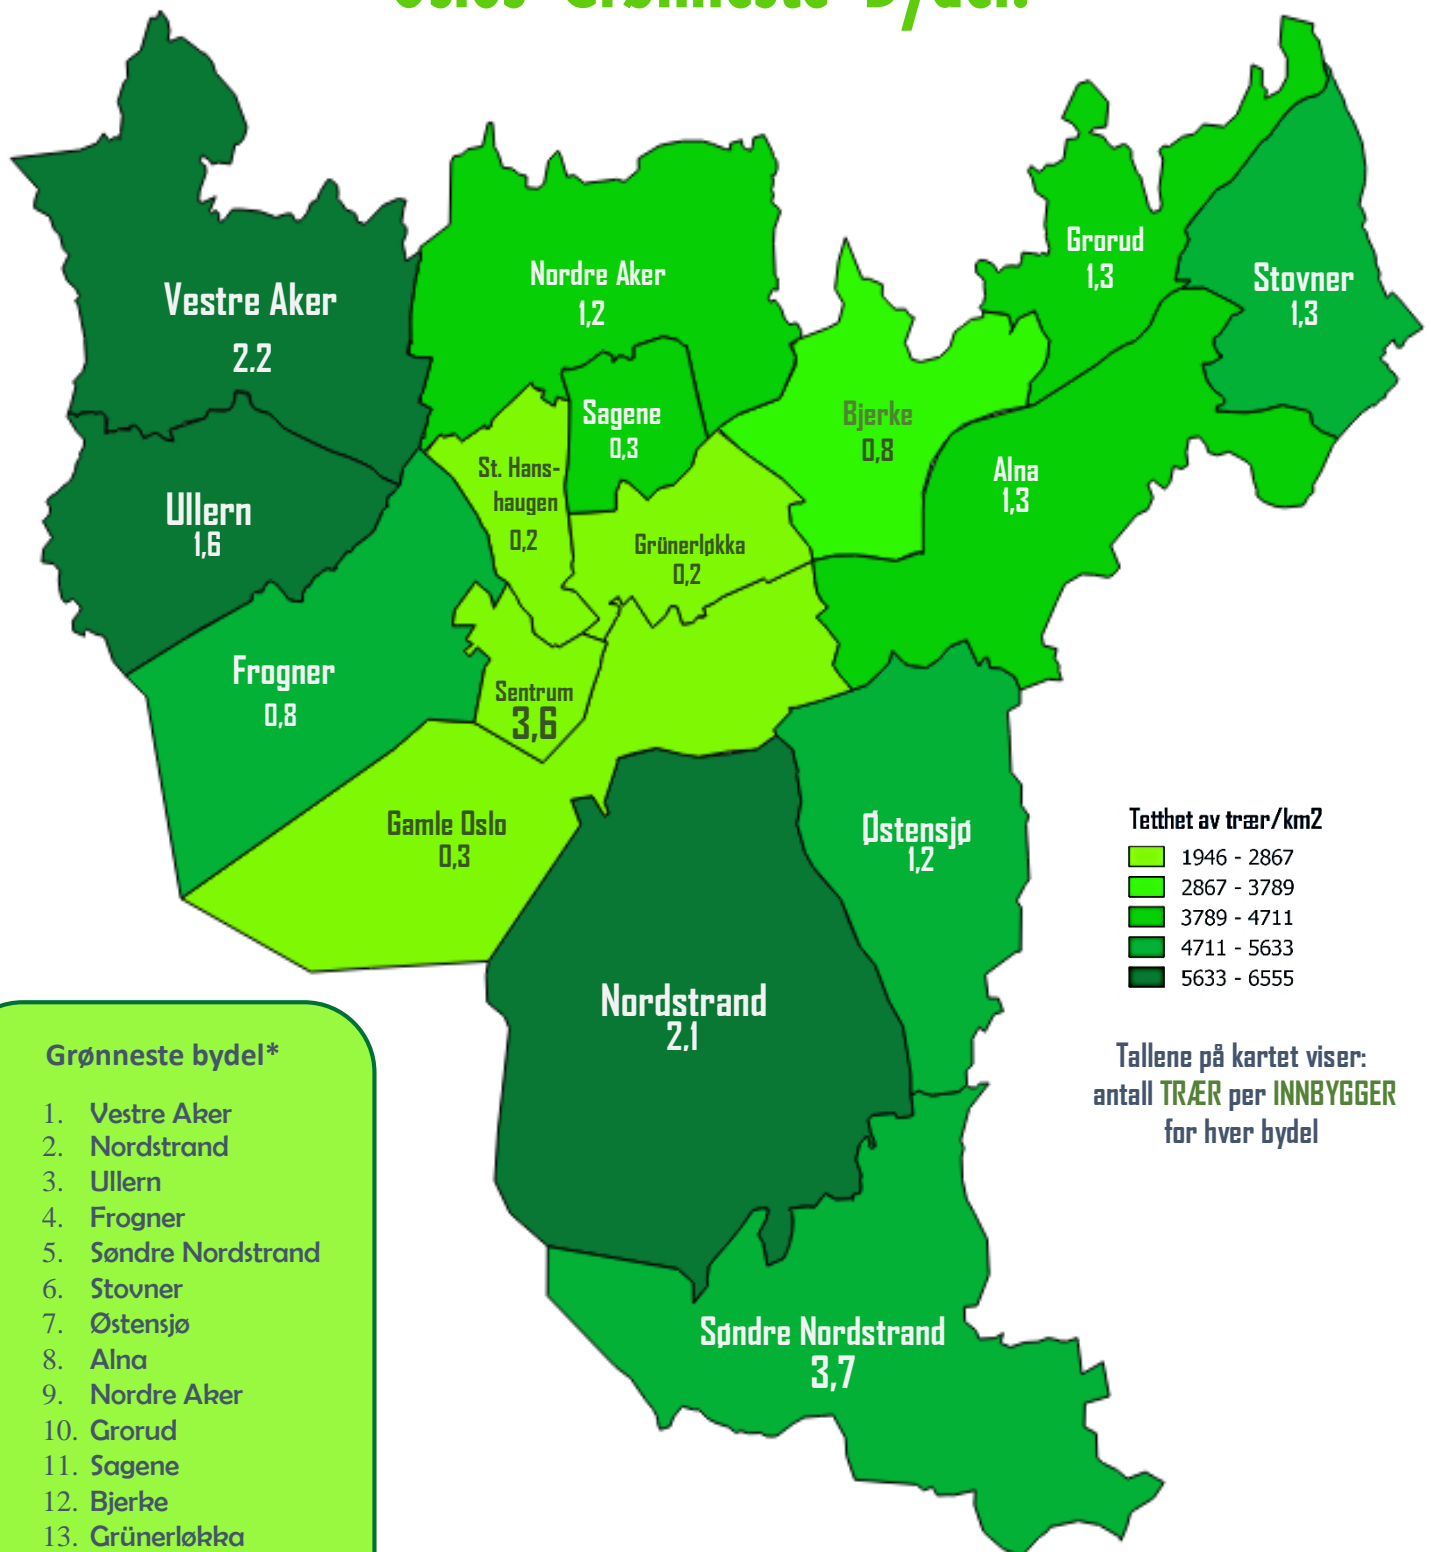 Oslos Grønneste Bydel:
Vestre Aker
2.2
Nordre Aker
1,2
Grorud
1,3
Stovner
1,3
Sagene
0,3
Bjerke
0,8
St. Hans-
haugen
0,2
Alna
1,3
Ullern
1,6
Grünerløkka
0,2
Frogner
0,8
Sentrum
3,6
Gamle Oslo
0,3
Østensjø
1,2
Nordstrand
2,1
Søndre Nordstrand
3,7
Tetthet av trær/km2
1946 - 2867
2867 - 3789
3789 - 4711
4711 - 5633
5633 - 6555
Tallene på kartet viser:
antall TRÆR per INNBYGGER
for hver bydel
Grønneste bydel*
1. Vestre Aker
2. Nordstrand
3. Ullern
4. Frogner
5. Søndre Nordstrand
6. Stovner
7. Østensjø
8. Alna
9. Nordre Aker
10. Grorud
11. Sagene
12. Bjerke
13. Grünerløkka